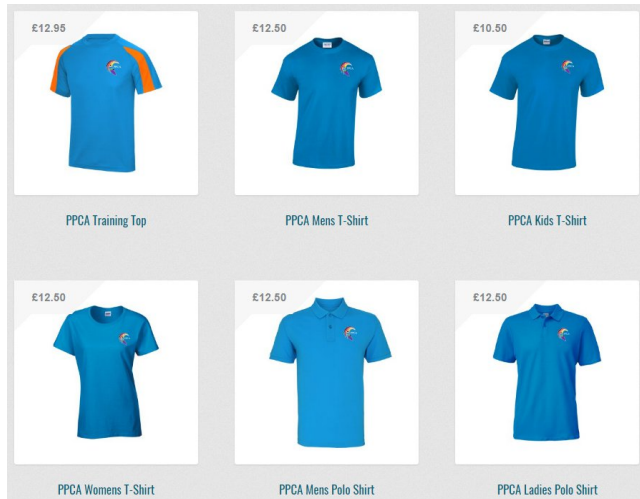 £12.95
£12.50
£10.50
PPCA Training Top
PPCA Mens T-Shirt
PPCA Kids T-Shirt
£12.50
£12.50
£12.50
PPCA Womens T-Shirt
PPCA Mens Polo Shirt
PPCA Ladies Polo Shirt